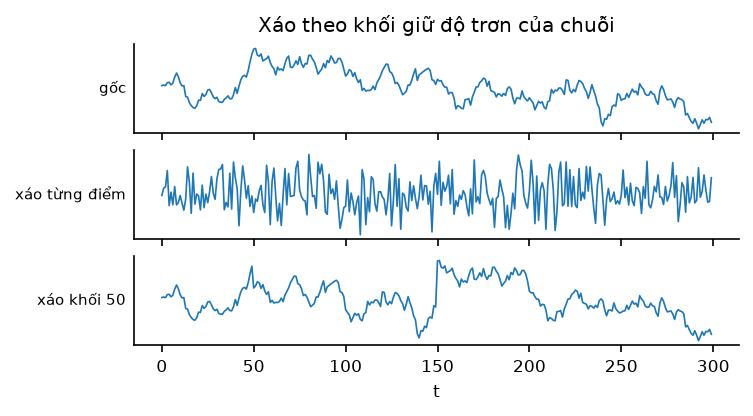 Xáo theo khối giữ độ trơn của chuỗi
gốc
xáo từng điểm
xáo khối 50
0 50 100 150 200 250 300
t